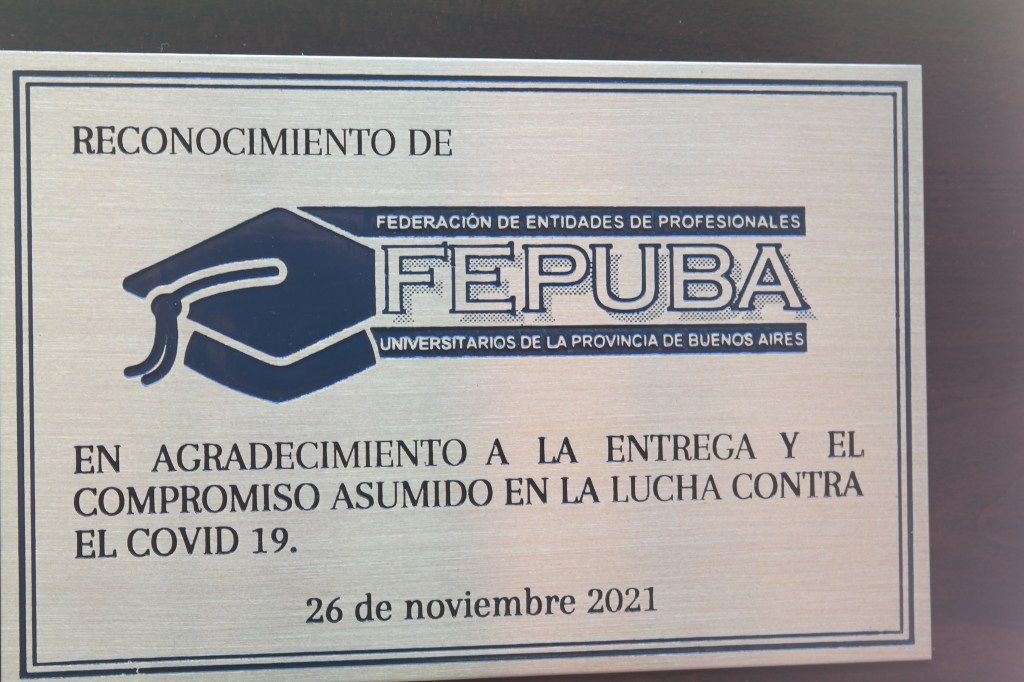 RECONOCIMIENTO DE
FEDERACIÓN DE ENTIDADES DE PROFESIONALES
FEPUBA
UNIVERSITARIOS DE LA PROVINCIA DE BUENOS AIRES
EN AGRADECIMIENTO A LA ENTREGA Y EL
COMPROMISO ASUMIDO EN LA LUCHA CONTRA
EL COVID 19.
26 de noviembre 2021